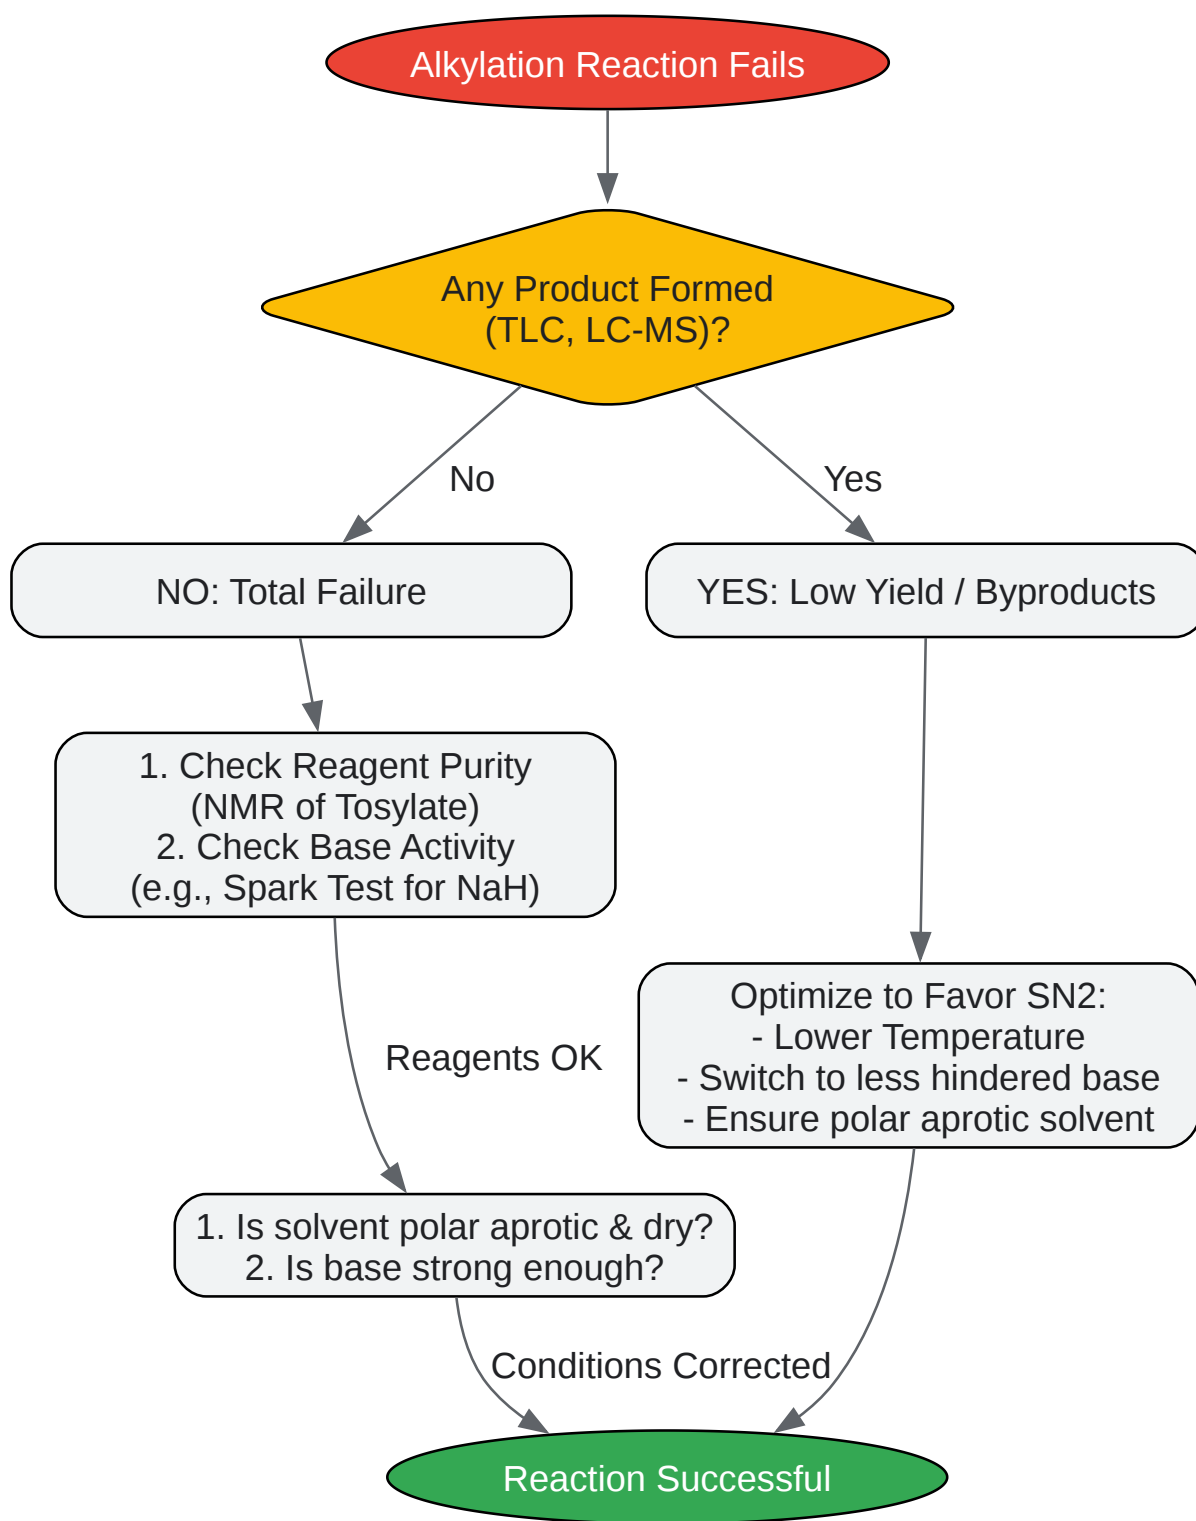 Alkylation Reaction Fails
Any Product Formed
(TLC, LC-MS)?
No
Yes
NO: Total Failure
YES: Low Yield / Byproducts
1. Check Reagent Purity
(NMR of Tosylate)
2. Check Base Activity
(e.g., Spark Test for NaH)
Optimize to Favor SN2:
- Lower Temperature
- Switch to less hindered base
- Ensure polar aprotic solvent
Reagents OK
1. Is solvent polar aprotic & dry?
2. Is base strong enough?
Conditions Corrected
Reaction Successful